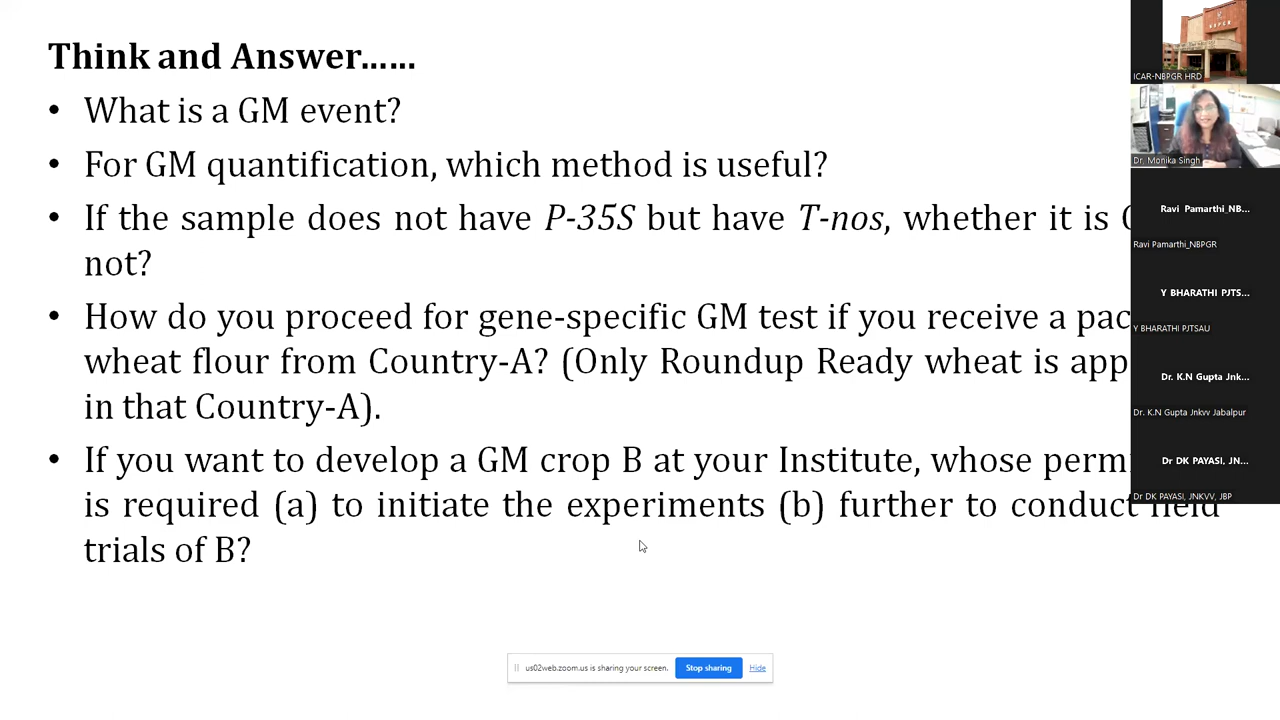 Think and Answer......
• What is a GM event?
• For GM quantification, which method is useful?
• If the sample does not have P-35S but have T-nos, whether it is
not?
• How do you proceed for gene-specific GM test if you receive a
wheat flour from Country-A? (Only Roundup Ready wheat is
in that Country-A).
• If you want to develop a GM crop B at your Institute, whose
is required (a) to initiate the experiments (b) further to conduct field
trials of B?
ICAR-NBPGR HRD
Dr. Monika Singh
Ravi Pamarthi_NB...
Ravi Pamarthi_NBPGR
Y BHARATHI PJTS...
Y BHARATHI PJTSAU
Dr. K.N Gupta Jnk...
Dr. K.N Gupta Jnkvv Jabalpur
Dr DK PAYASI, JN...
Dr DK PAYASI, JNKVV, JBP
us02web.zoom.us is sharing your screen. Stop sharing Hide